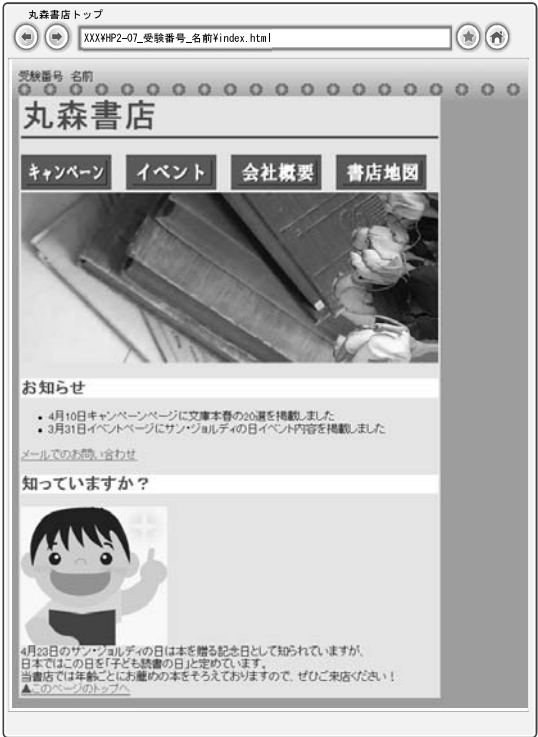 丸森書店トップ
XXX¥HP2-07_受験番号_名前¥index.html
受験番号 名前
丸森書店
キャンペーン イベント 会社概要 書店地図
お知らせ
• 4月10日キャンペーンページに文庫本春の20選を掲載しました
• 3月31日イベントページにサン・ジョルディの日イベント内容を掲載しました
メールでのお問い合わせ
知っていますか？
4月23日のサン・ジョルディの日は本を贈る記念日として知られていますが、
日本ではこの日を「子ども読書の日」と定めています。
当書店では年齢ごとにお薦めの本をそろえておりますので、ぜひご来店ください！
▲このページのトップへ